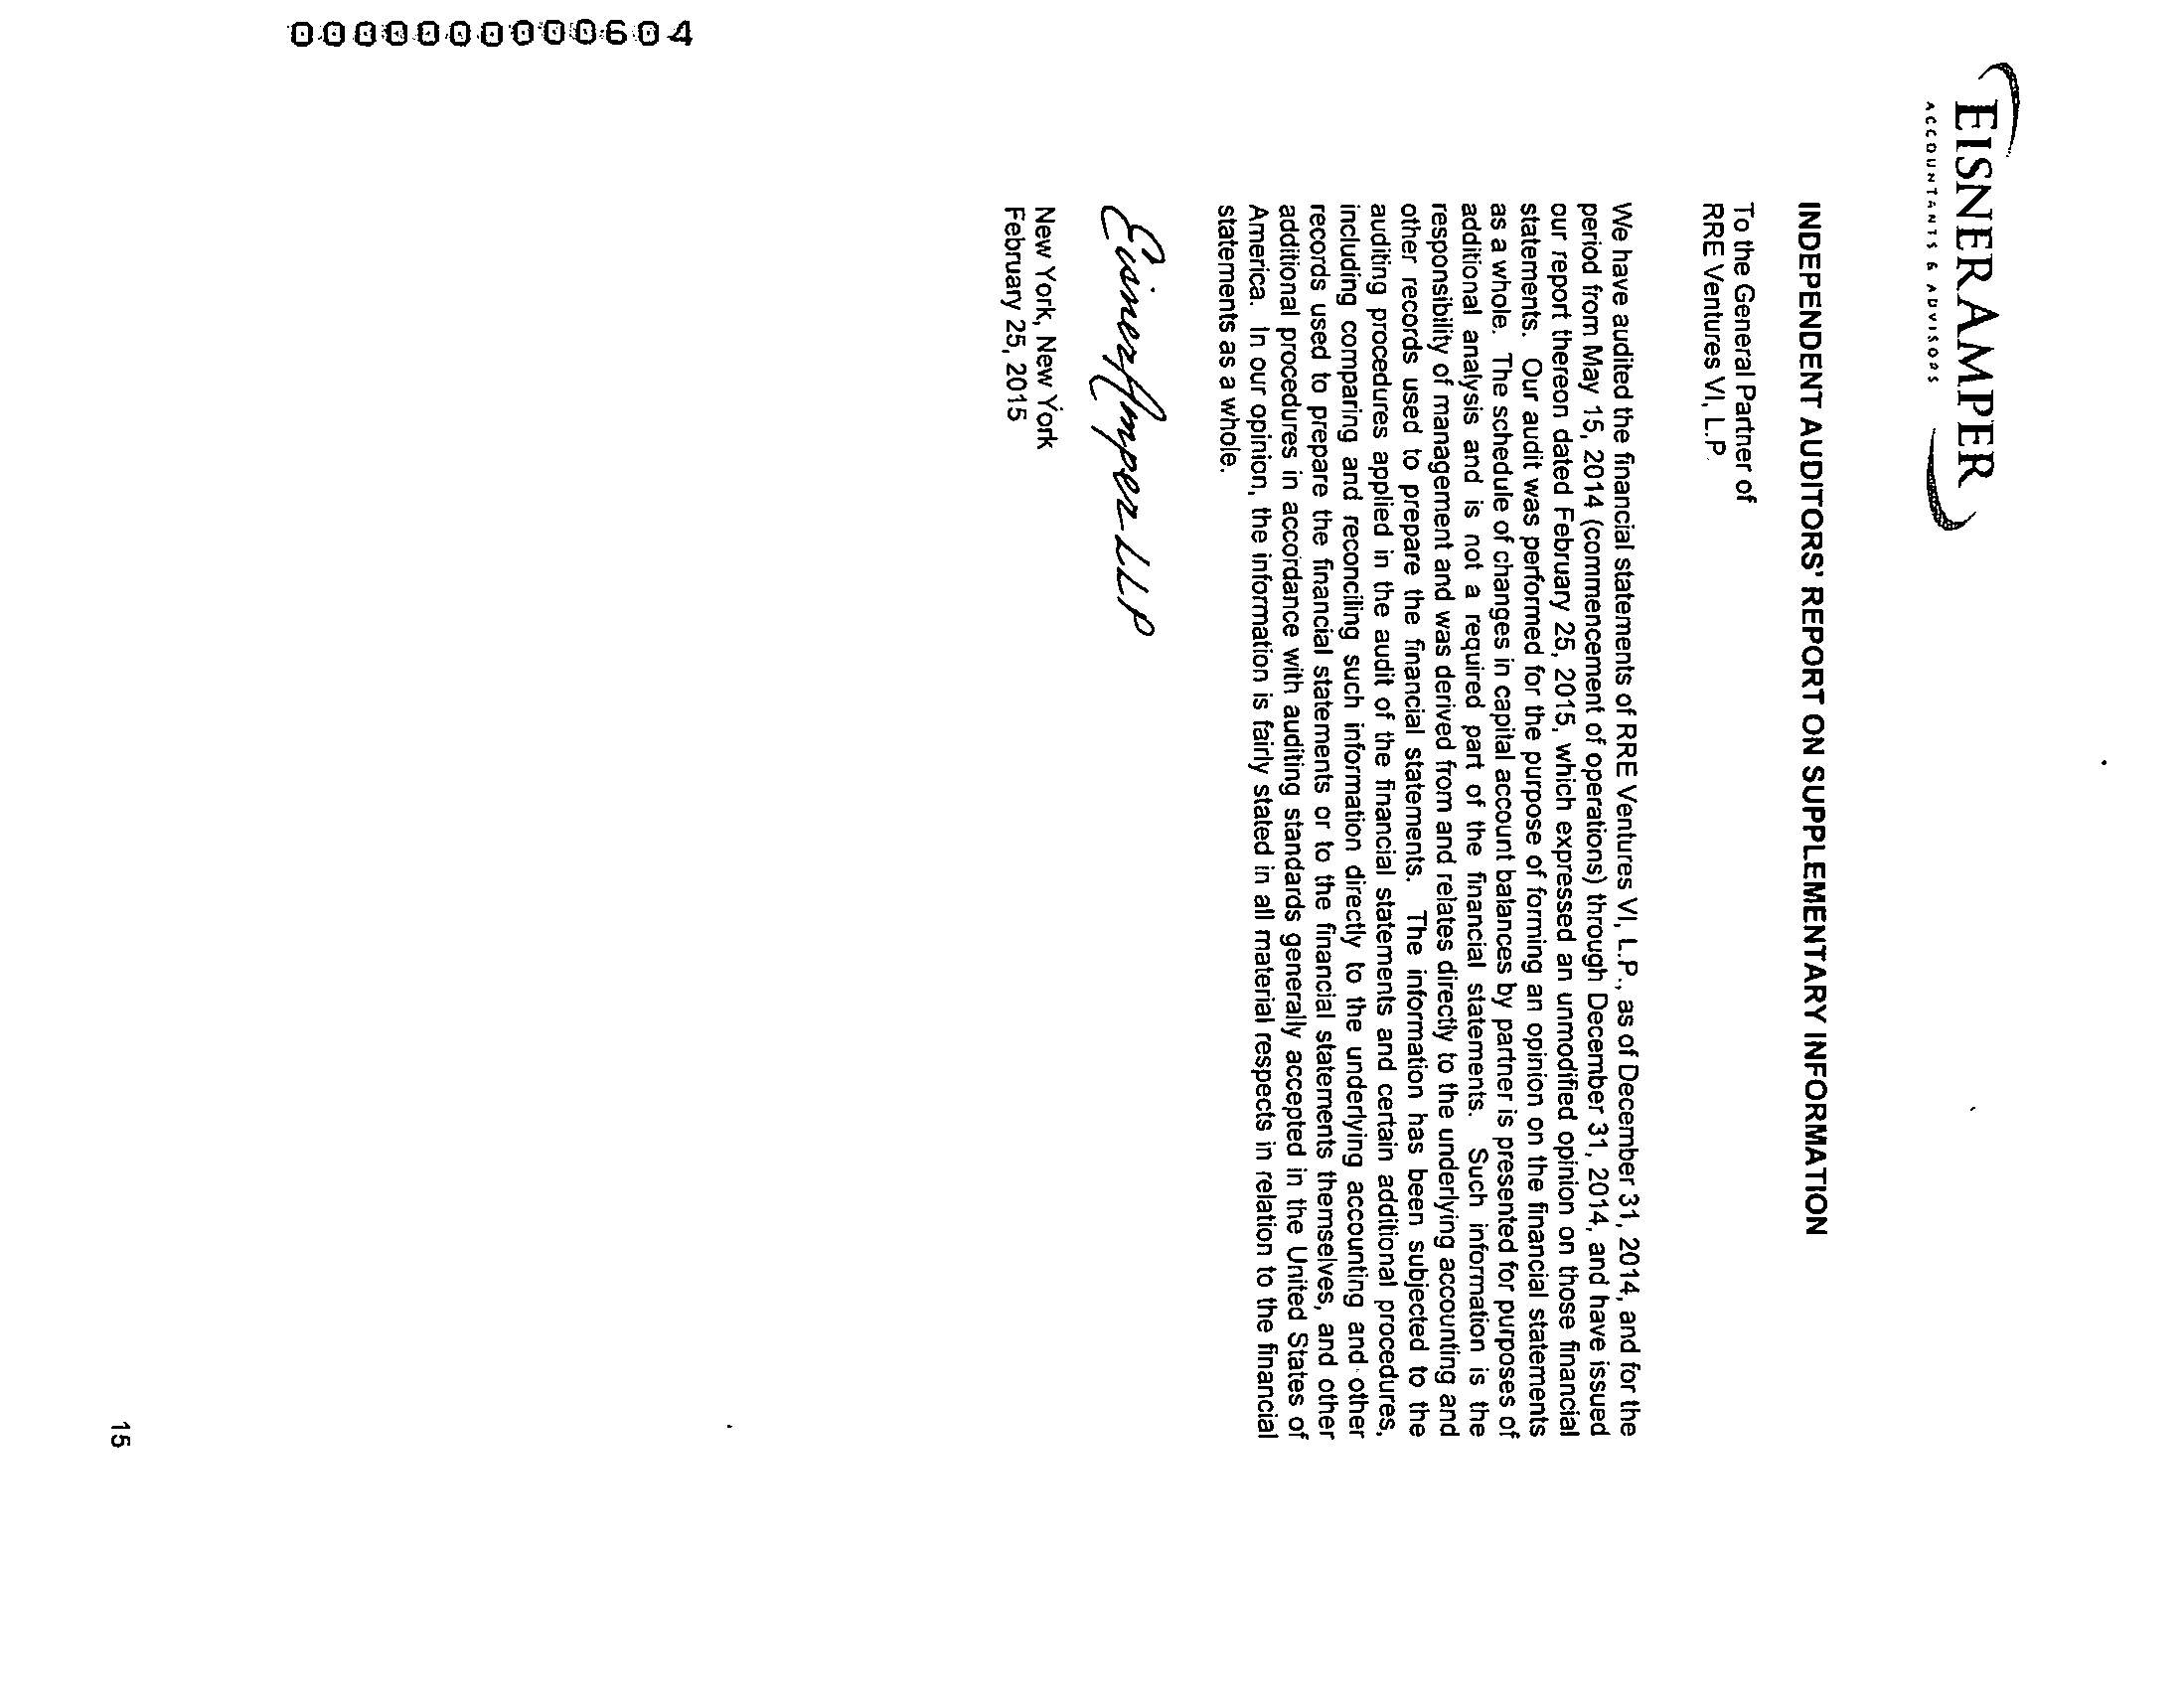 000000000000604
EISNERAMPER
ACCOUNTANTS & ADVISORS
INDEPENDENT AUDITORS' REPORT ON SUPPLEMENTARY INFORMATION
To the General Partner of
RRE Ventures VI, L.P.
We have audited the financial statements of RRE Ventures VI, L.P., as of December 31, 2014, and for the
period from May 15, 2014 (commencement of operations) through December 31, 2014, and have issued
our report thereon dated February 25, 2015, which expressed an unmodified opinion on those financial
statements. Our audit was performed for the purpose of forming an opinion on the financial statements
as a whole. The schedule of changes in capital account balances by partner is presented for purposes of
additional analysis and is not a required part of the financial statements. Such information is the
responsibility of management and was derived from and relates directly to the underlying accounting and
other records used to prepare the financial statements. The information has been subjected to the
auditing procedures applied in the audit of the financial statements and certain additional procedures,
including comparing and reconciling such information directly to the underlying accounting and other
records used to prepare the financial statements or to the financial statements themselves, and other
additional procedures in accordance with auditing standards generally accepted in the United States of
America. In our opinion, the information is fairly stated in all material respects in relation to the financial
statements as a whole.
EisnerAmper LLP
New York, New York
February 25, 2015
15